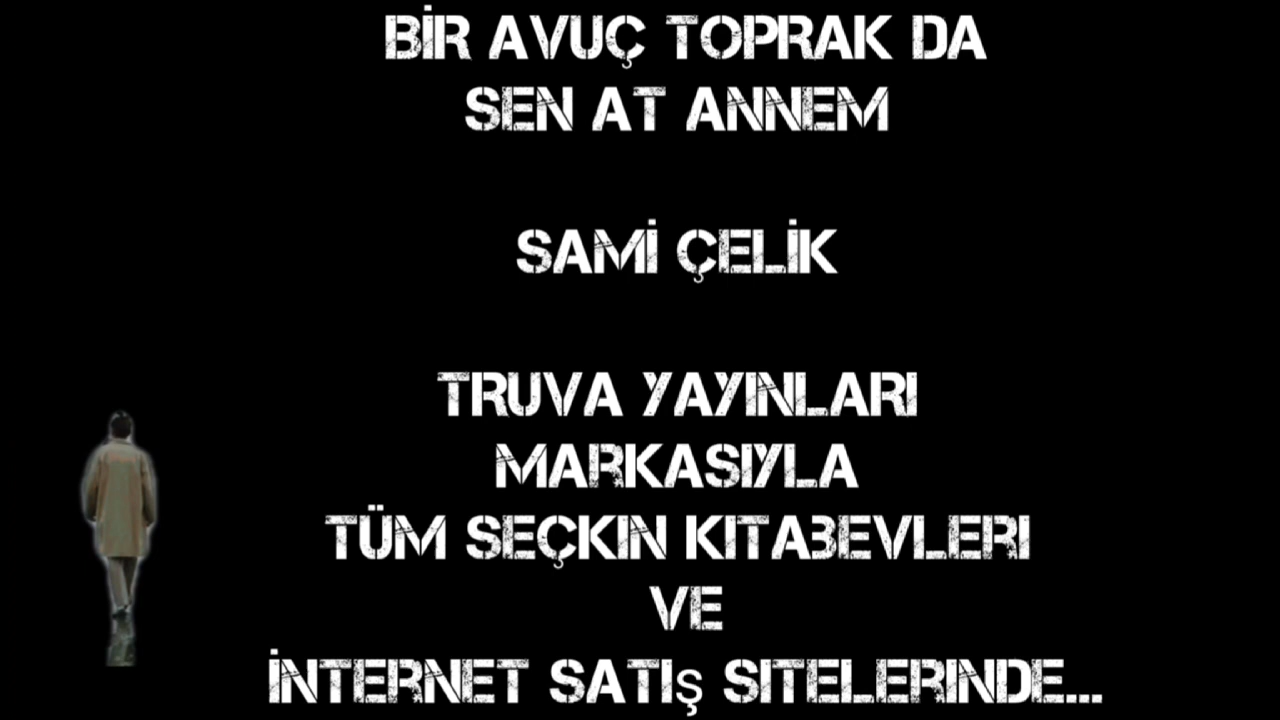 BİR AVUÇ TOPRAK DA
SEN AT ANNEM
SAMİ ÇELİK
TRUVA YAYINLARI
MARKASIYLA
TÜM SEÇKIN KITABEVLERI
VE
İNTERNET SATIŞ SITELERINDE...